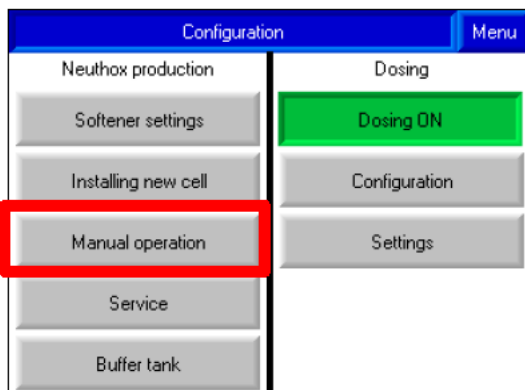 Configuration
Menu
Neuthox production
Softener settings
Installing new cell
Manual operation
Service
Buffer tank
Dosing
Dosing ON
Configuration
Settings